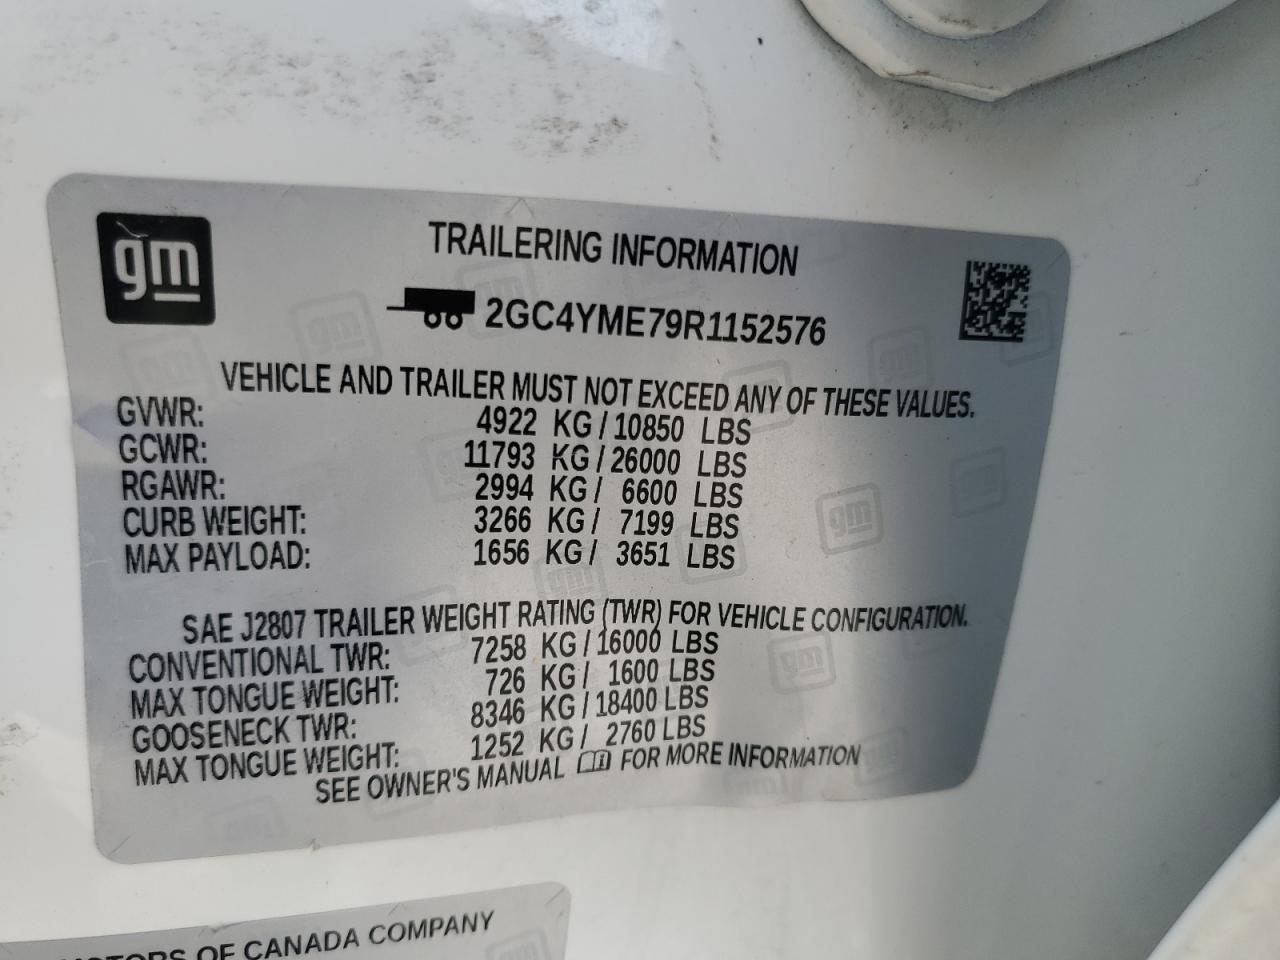 gm
TRAILERING INFORMATION
2GC4YME79R1152576
VEHICLE AND TRAILER MUST NOT EXCEED ANY OF THESE VALUES.
GVWR: 4922 KG / 10850 LBS
GCWR: 11793 KG / 26000 LBS
RGAWR: 2994 KG / 6600 LBS
CURB WEIGHT: 3266 KG / 7199 LBS
MAX PAYLOAD: 1656 KG / 3651 LBS
SAE J2807 TRAILER WEIGHT RATING (TWR) FOR VEHICLE CONFIGURATION.
CONVENTIONAL TWR: 7258 KG / 16000 LBS
MAX TONGUE WEIGHT: 726 KG / 1600 LBS
GOOSENECK TWR: 8346 KG / 18400 LBS
MAX TONGUE WEIGHT: 1252 KG / 2760 LBS
SEE OWNER'S MANUAL FOR MORE INFORMATION
MOTORS OF CANADA COMPANY